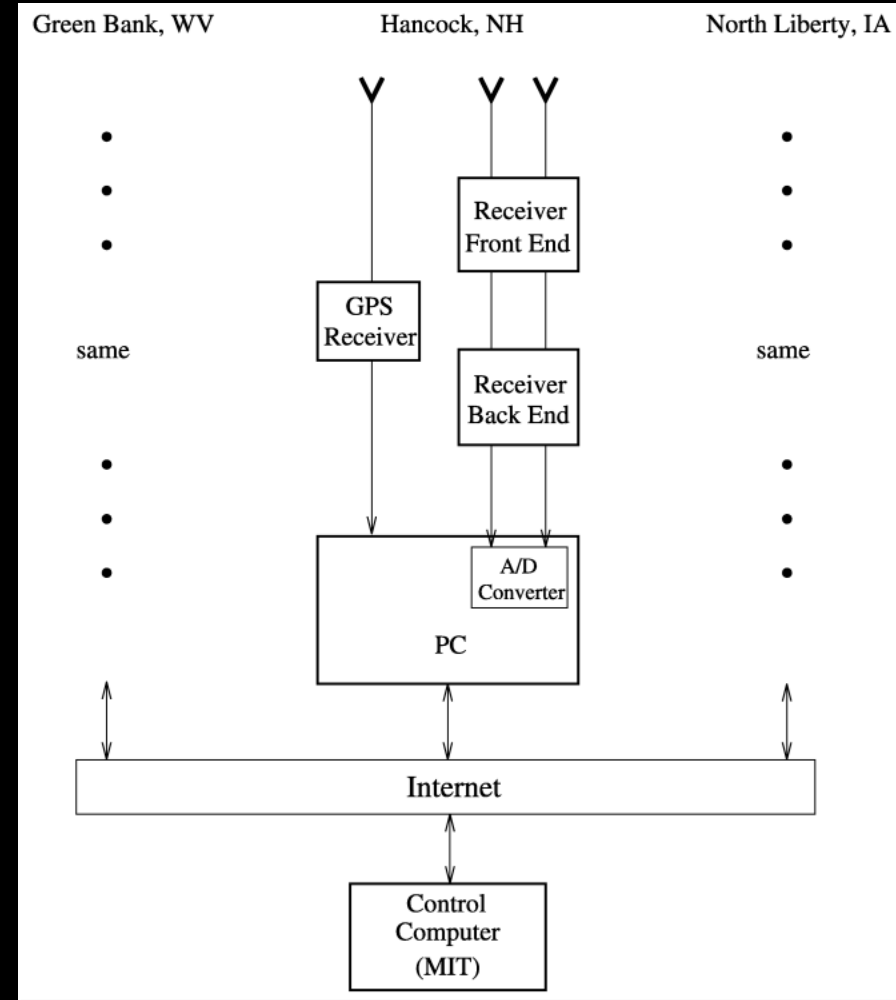 Green Bank, WV
Hancock, NH
North Liberty, IA
Receiver
Front End
GPS
Receiver
same
same
Receiver
Back End
A/D
Converter
PC
Internet
Control
Computer
(MIT)